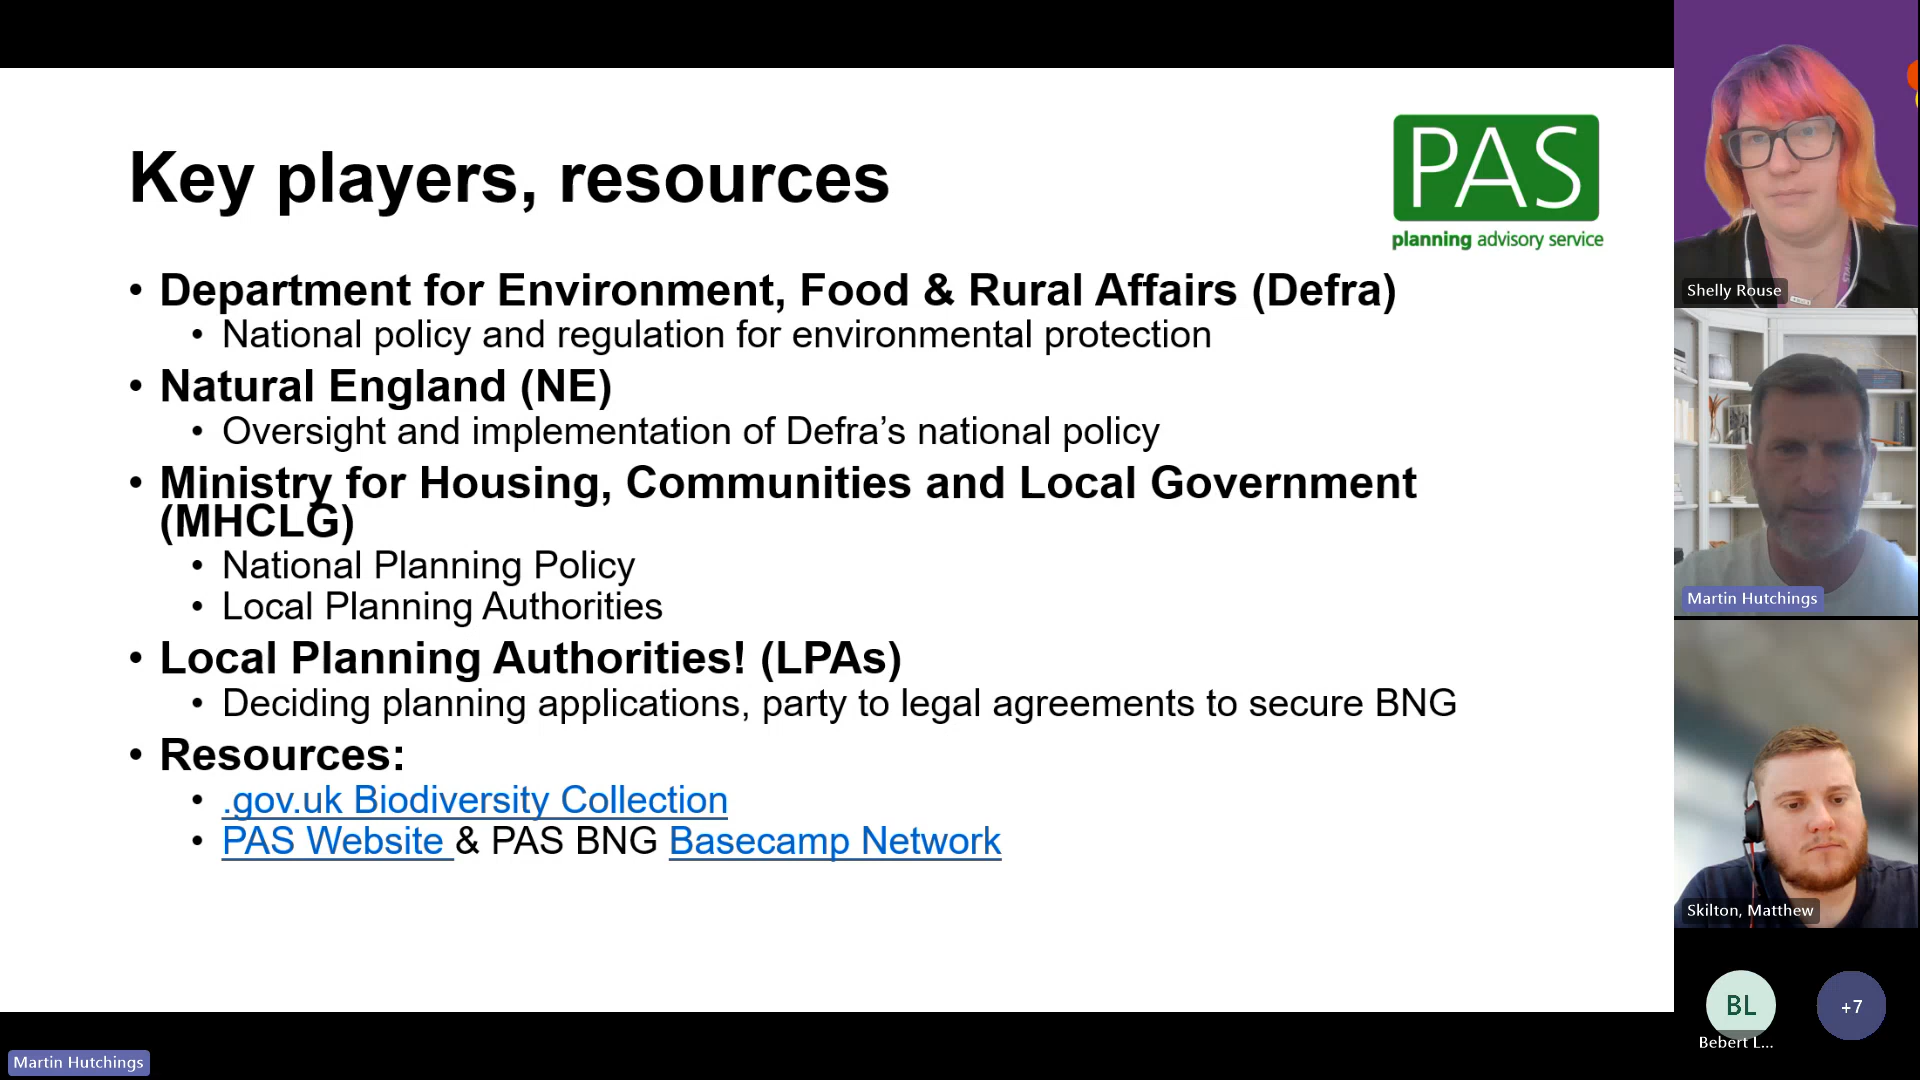 Key players, resources
PAS
planning advisory service
• Department for Environment, Food & Rural Affairs (Defra)
• National policy and regulation for environmental protection
• Natural England (NE)
• Oversight and implementation of Defra’s national policy
• Ministry for Housing, Communities and Local Government
(MHCLG)
• National Planning Policy
• Local Planning Authorities
• Local Planning Authorities! (LPAs)
• Deciding planning applications, party to legal agreements to secure BNG
• Resources:
• .gov.uk Biodiversity Collection
• PAS Website & PAS BNG Basecamp Network
Shelly Rouse
Martin Hutchings
Skilton, Matthew
BL
+7
Bebert L...
Martin Hutchings